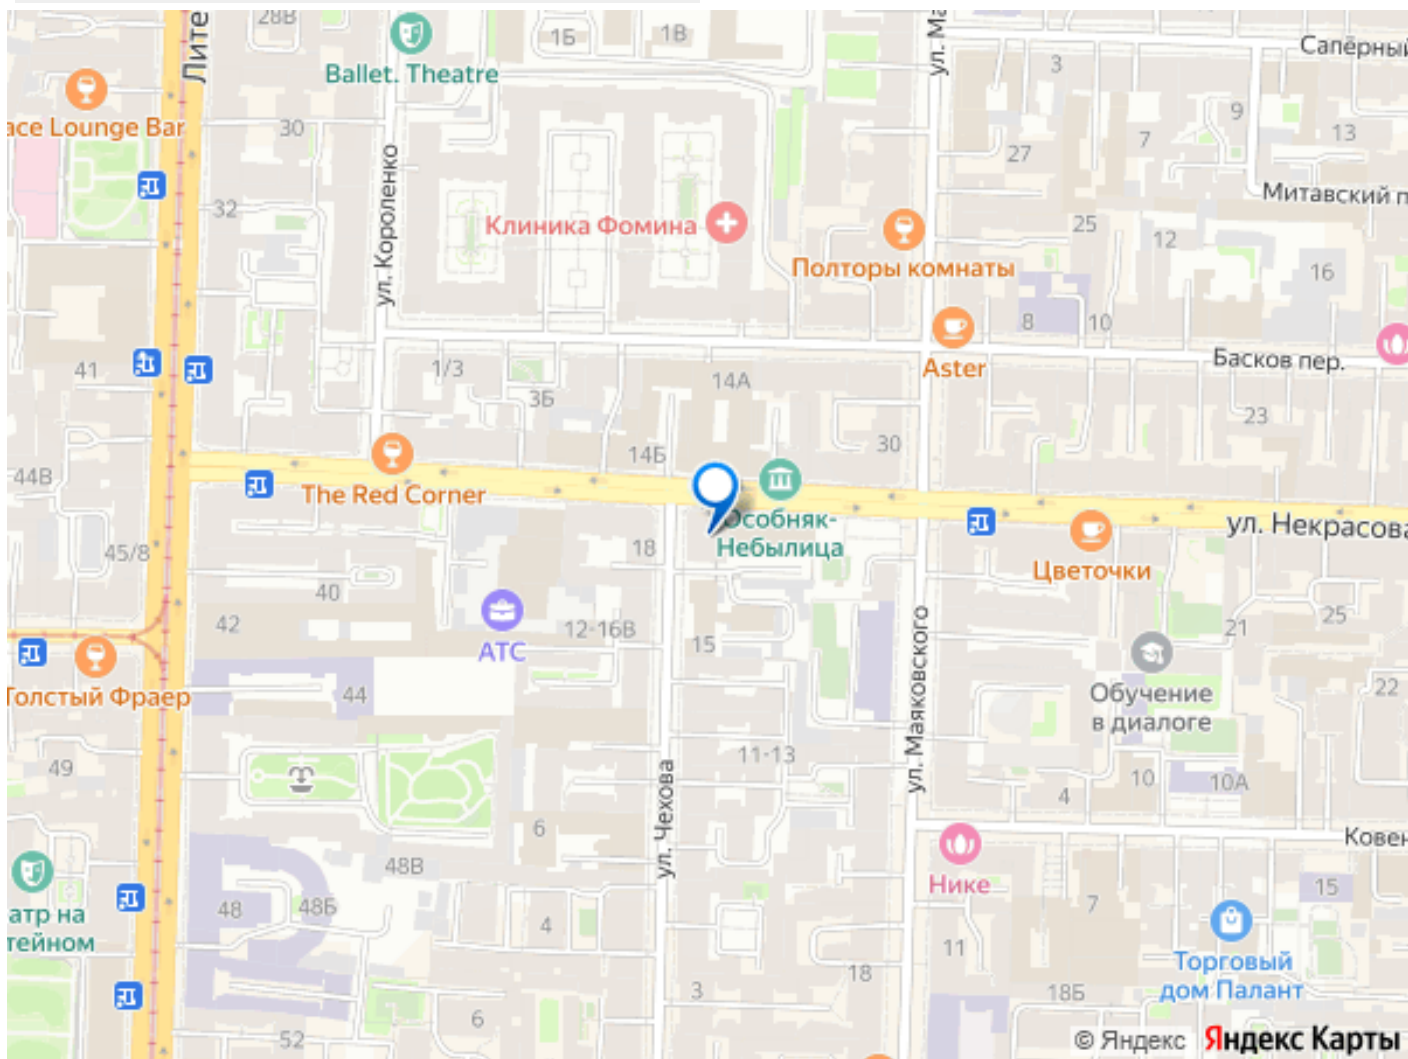 28В
Лите
Ballet. Theatre
1Б
1В
ул. Ма
Сапёрный
3
ace Lounge Bar
30
9
7
13
27
ул. Короленко
32
Митавский п
Клиника Фомина
25
12
Полторы комнаты
16
8
10
41
1/3
14А
Aster
Басков пер.
3Б
23
44В
14Б
30
The Red Corner
Особняк-
Небылица
ул. Некрасова
45/8
18
Цветочки
40
42
12-16В
АТС
15
21
25
Толстый Фраер
44
ул. Маяковского
Обучение
в диалоге
22
49
11-13
10
10А
ул. Чехова
4
6
Ковен
48В
Нике
15
атр на
тейном
48
48Б
4
7
11
Торговый
дом Палант
18
3
18Б
6
52
© Яндекс Яндекс Карты